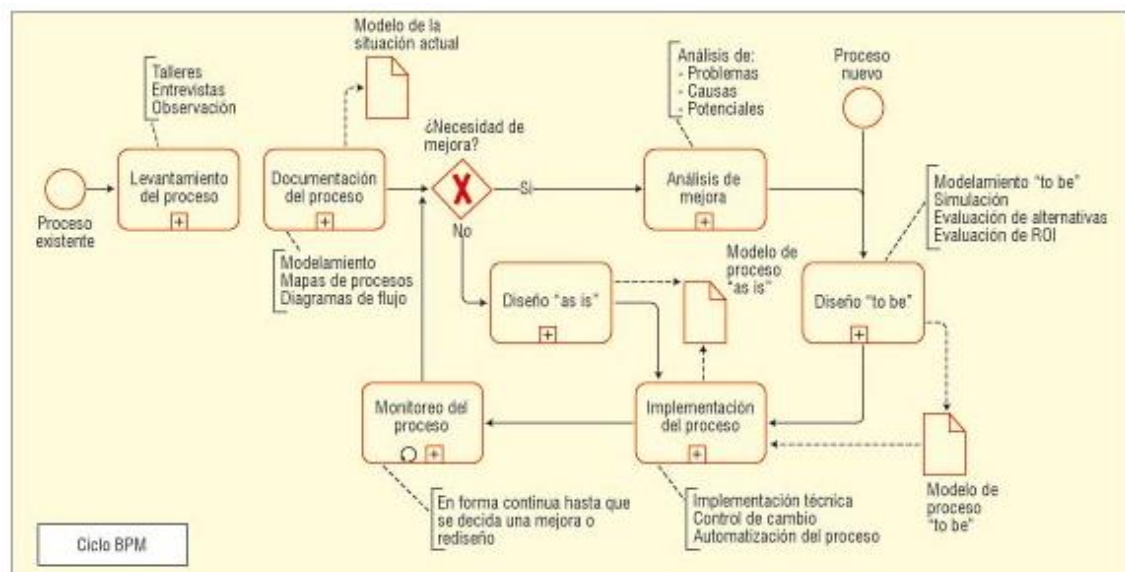 Modelo de la
situación actual
Talleres
Entrevistas
Observación
Análisis de:
- Problemas
- Causas
- Potenciales
Proceso
nuevo
¿Necesidad de
mejora?
Levantamiento
del proceso
Documentación
del proceso
Si
Análisis de
mejora
Modelamiento "to be"
Simulación
Evaluación de alternativas
Evaluación de ROI
Proceso
existente
No
Modelamiento
Mapas de procesos
Diagramas de flujo
Diseño "as is"
Modelo de
proceso
"as is"
Diseño "to be"
Monitoreo del
proceso
Implementación
del proceso
En forma continua hasta que
se decida una mejora o
rediseño
Implementación técnica
Control de cambio
Automatización del proceso
Modelo de
proceso
"to be"
Ciclo BPM